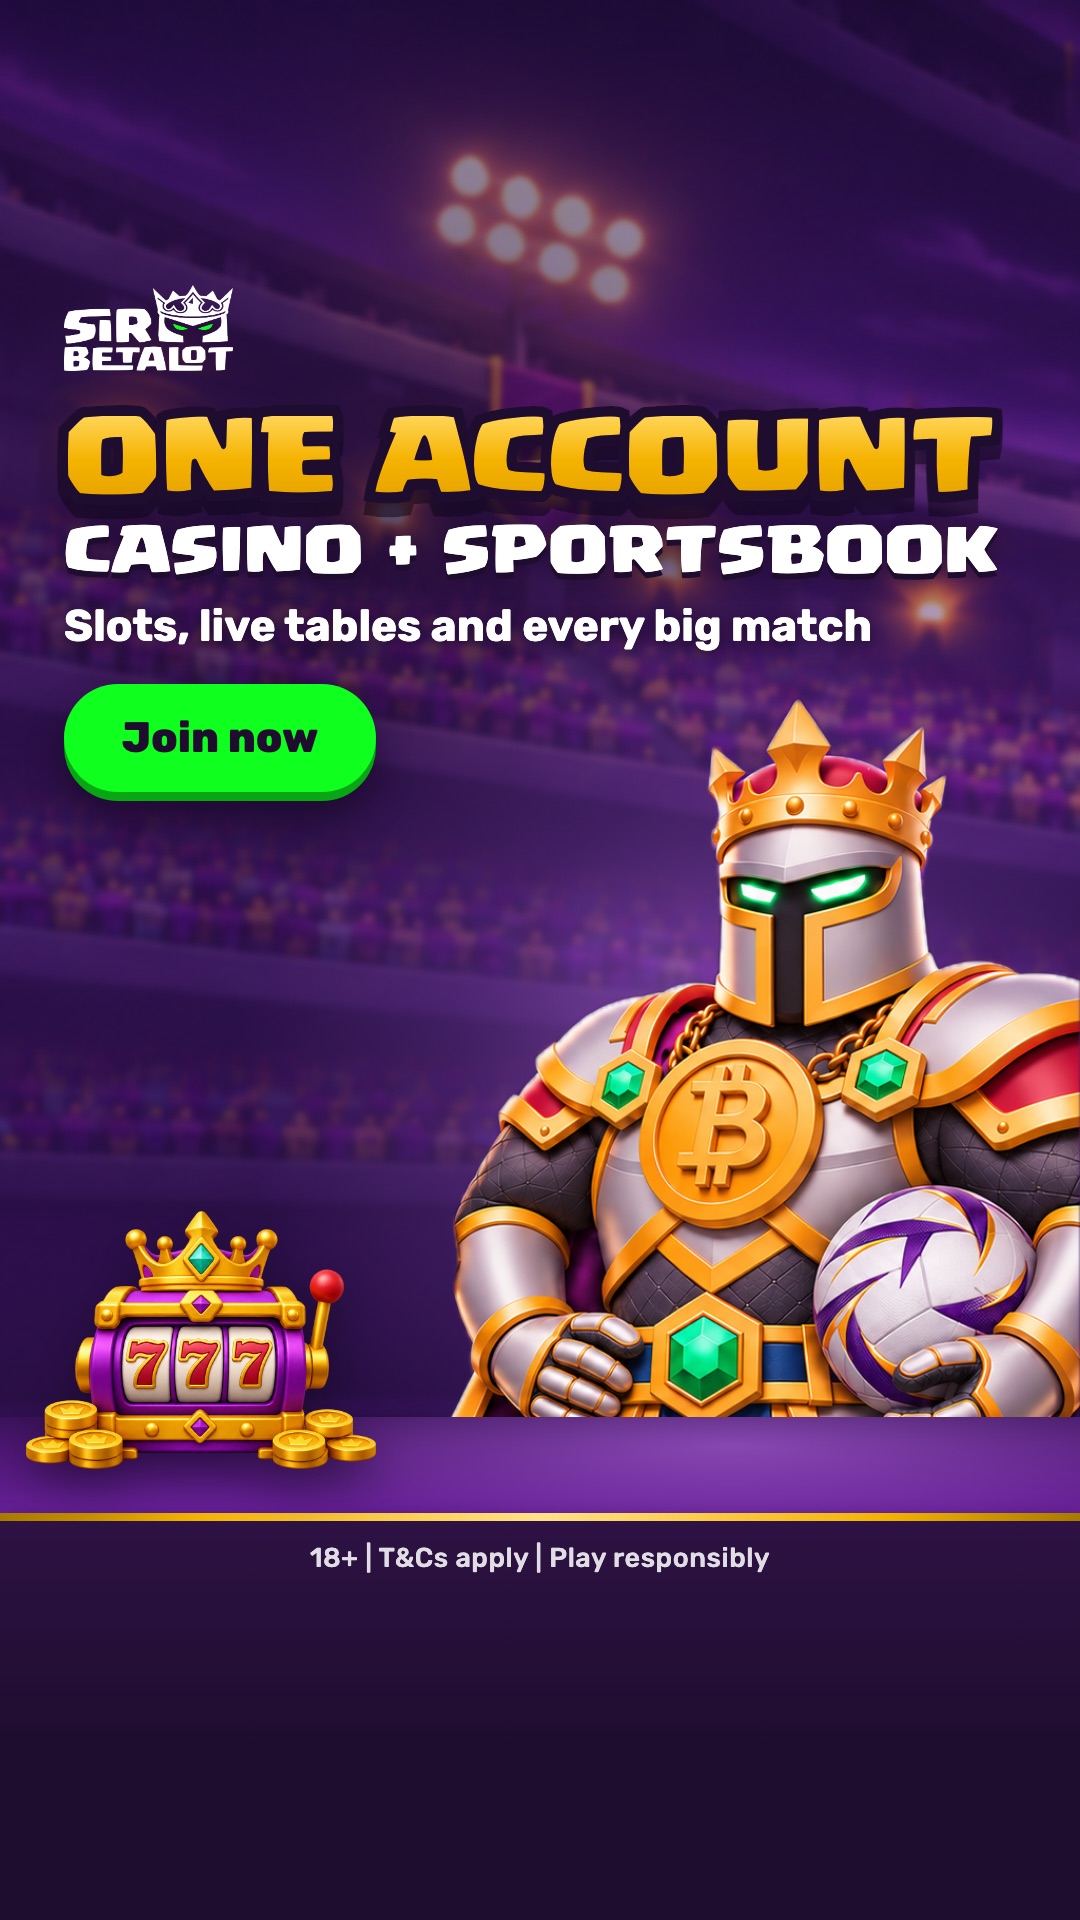 SiR
BETALOT
ONE ACCOUNT
CASINO + SPORTSBOOK
Slots, live tables and every big match
Join now
₿
777
18+ | T&Cs apply | Play responsibly